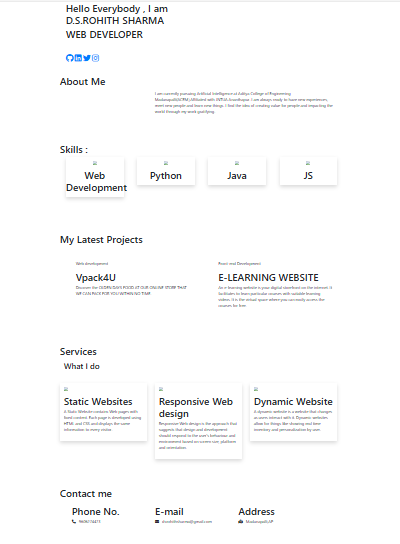 Hello Everybody , I am
D.S.ROHITH SHARMA
WEB DEVELOPER
About Me
I am currently pursuing Artificial Intelligence at Aditya College of Engineering
Madanapalli(AITM),Affiliated with JNTUA Ananthapur. I am always ready to have new experiences,
meet new people and learn new things. I find the idea of creating value for people and impacting the
world through my work gratifying.
Skills :
Web
Development
Python
Java
JS
My Latest Projects
Web development
Vpack4U
Discover the OLDEN DAYS FOOD AT OUR ONLINE STORE THAT
WE CAN PACK FOR YOU WITHIN NO TIME
Front-end Development
E-LEARNING WEBSITE
An e-learning website is your digital storefront on the internet. it
facilitates to learn particular courses with suitable learning
videos. It is the virtual space where you can easily access the
courses for free
Services
What I do
Static Websites
A Static Website contains Web pages with
fixed content. Each page is developed using
HTML and CSS and displays the same
information to every visitor.
Responsive Web
design
Responsive Web design is the approach that
suggests that design and development
should respond to the user's behaviour and
environment based on screen size, platform
and orientation.
Dynamic Website
A dynamic website is a website that changes
as users interact with it. Dynamic websites
allow for things like showing real time
inventory and personalization by user.
Contact me
Phone No.
E-mail
Address
Madanapalli,AP